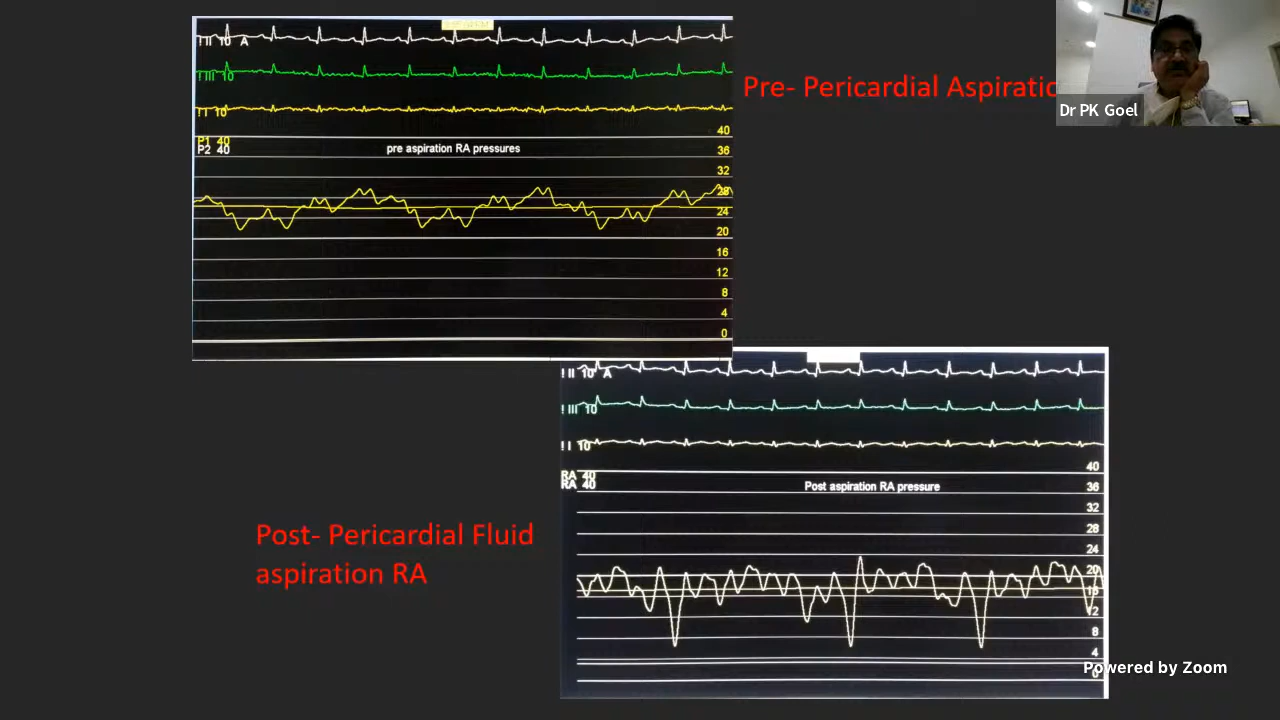 ! II 10 A
! III 10
! I 10
P1 40
P2 40
pre aspiration RA pressures
40
36
32
28
24
20
16
12
8
4
0
Pre- Pericardial Aspiratio
Dr PK Goel
! II 10 A
! III 10
! I 10
RA 40
RA 40
Post aspiration RA pressure
40
36
32
28
24
20
16
12
8
4
0
Post- Pericardial Fluid
aspiration RA
Powered by Zoom